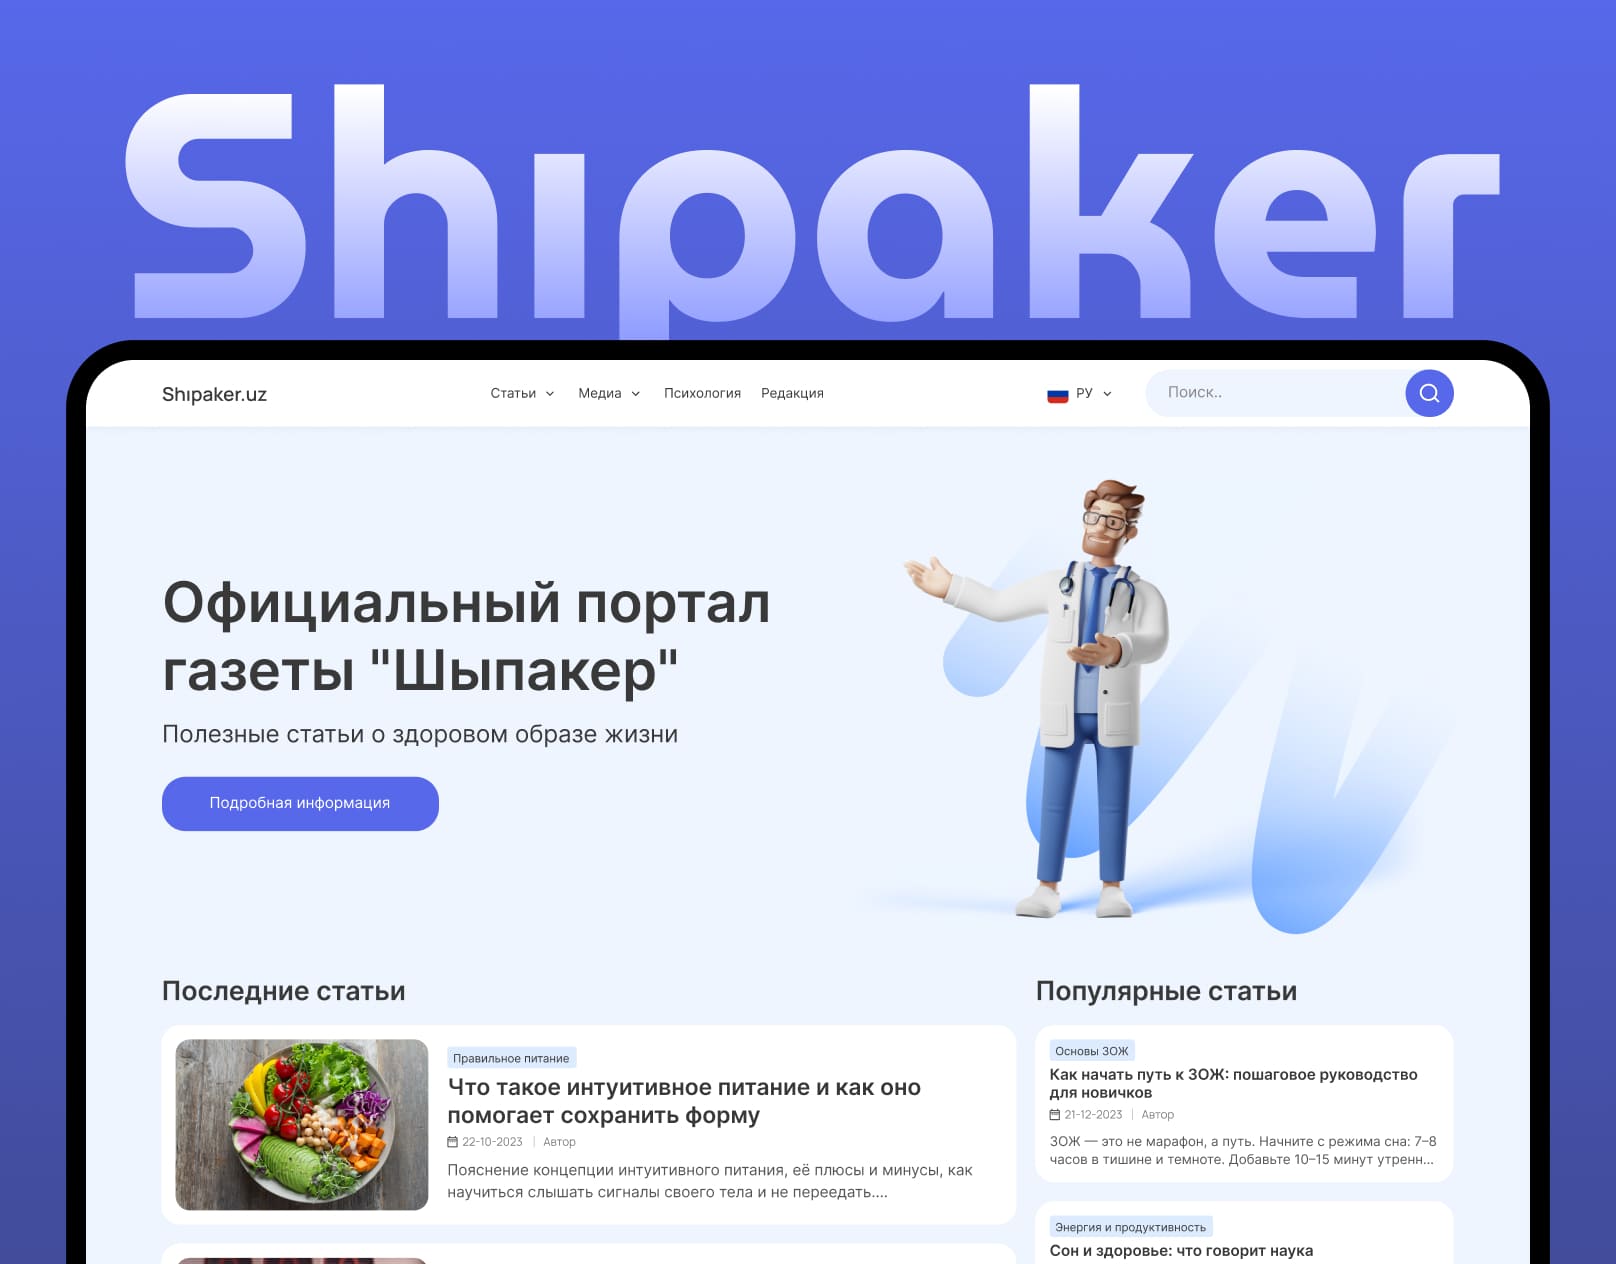 Shıpaker
Shıpaker.uz
Статьи
Медиа
Психология
Редакция
РУ
Поиск..
Официальный портал
газеты "Шыпакер"
Полезные статьи о здоровом образе жизни
Подробная информация
Последние статьи
Правильное питание
Что такое интуитивное питание и как оно
помогает сохранить форму
22-10-2023 | Автор
Пояснение концепции интуитивного питания, её плюсы и минусы, как
научиться слышать сигналы своего тела и не переедать....
Популярные статьи
Основы ЗОЖ
Как начать путь к ЗОЖ: пошаговое руководство
для новичков
21-12-2023 | Автор
ЗОЖ — это не марафон, а путь. Начните с режима сна: 7–8
часов в тишине и темноте. Добавьте 10–15 минут утренн...
Энергия и продуктивность
Сон и здоровье: что говорит наука